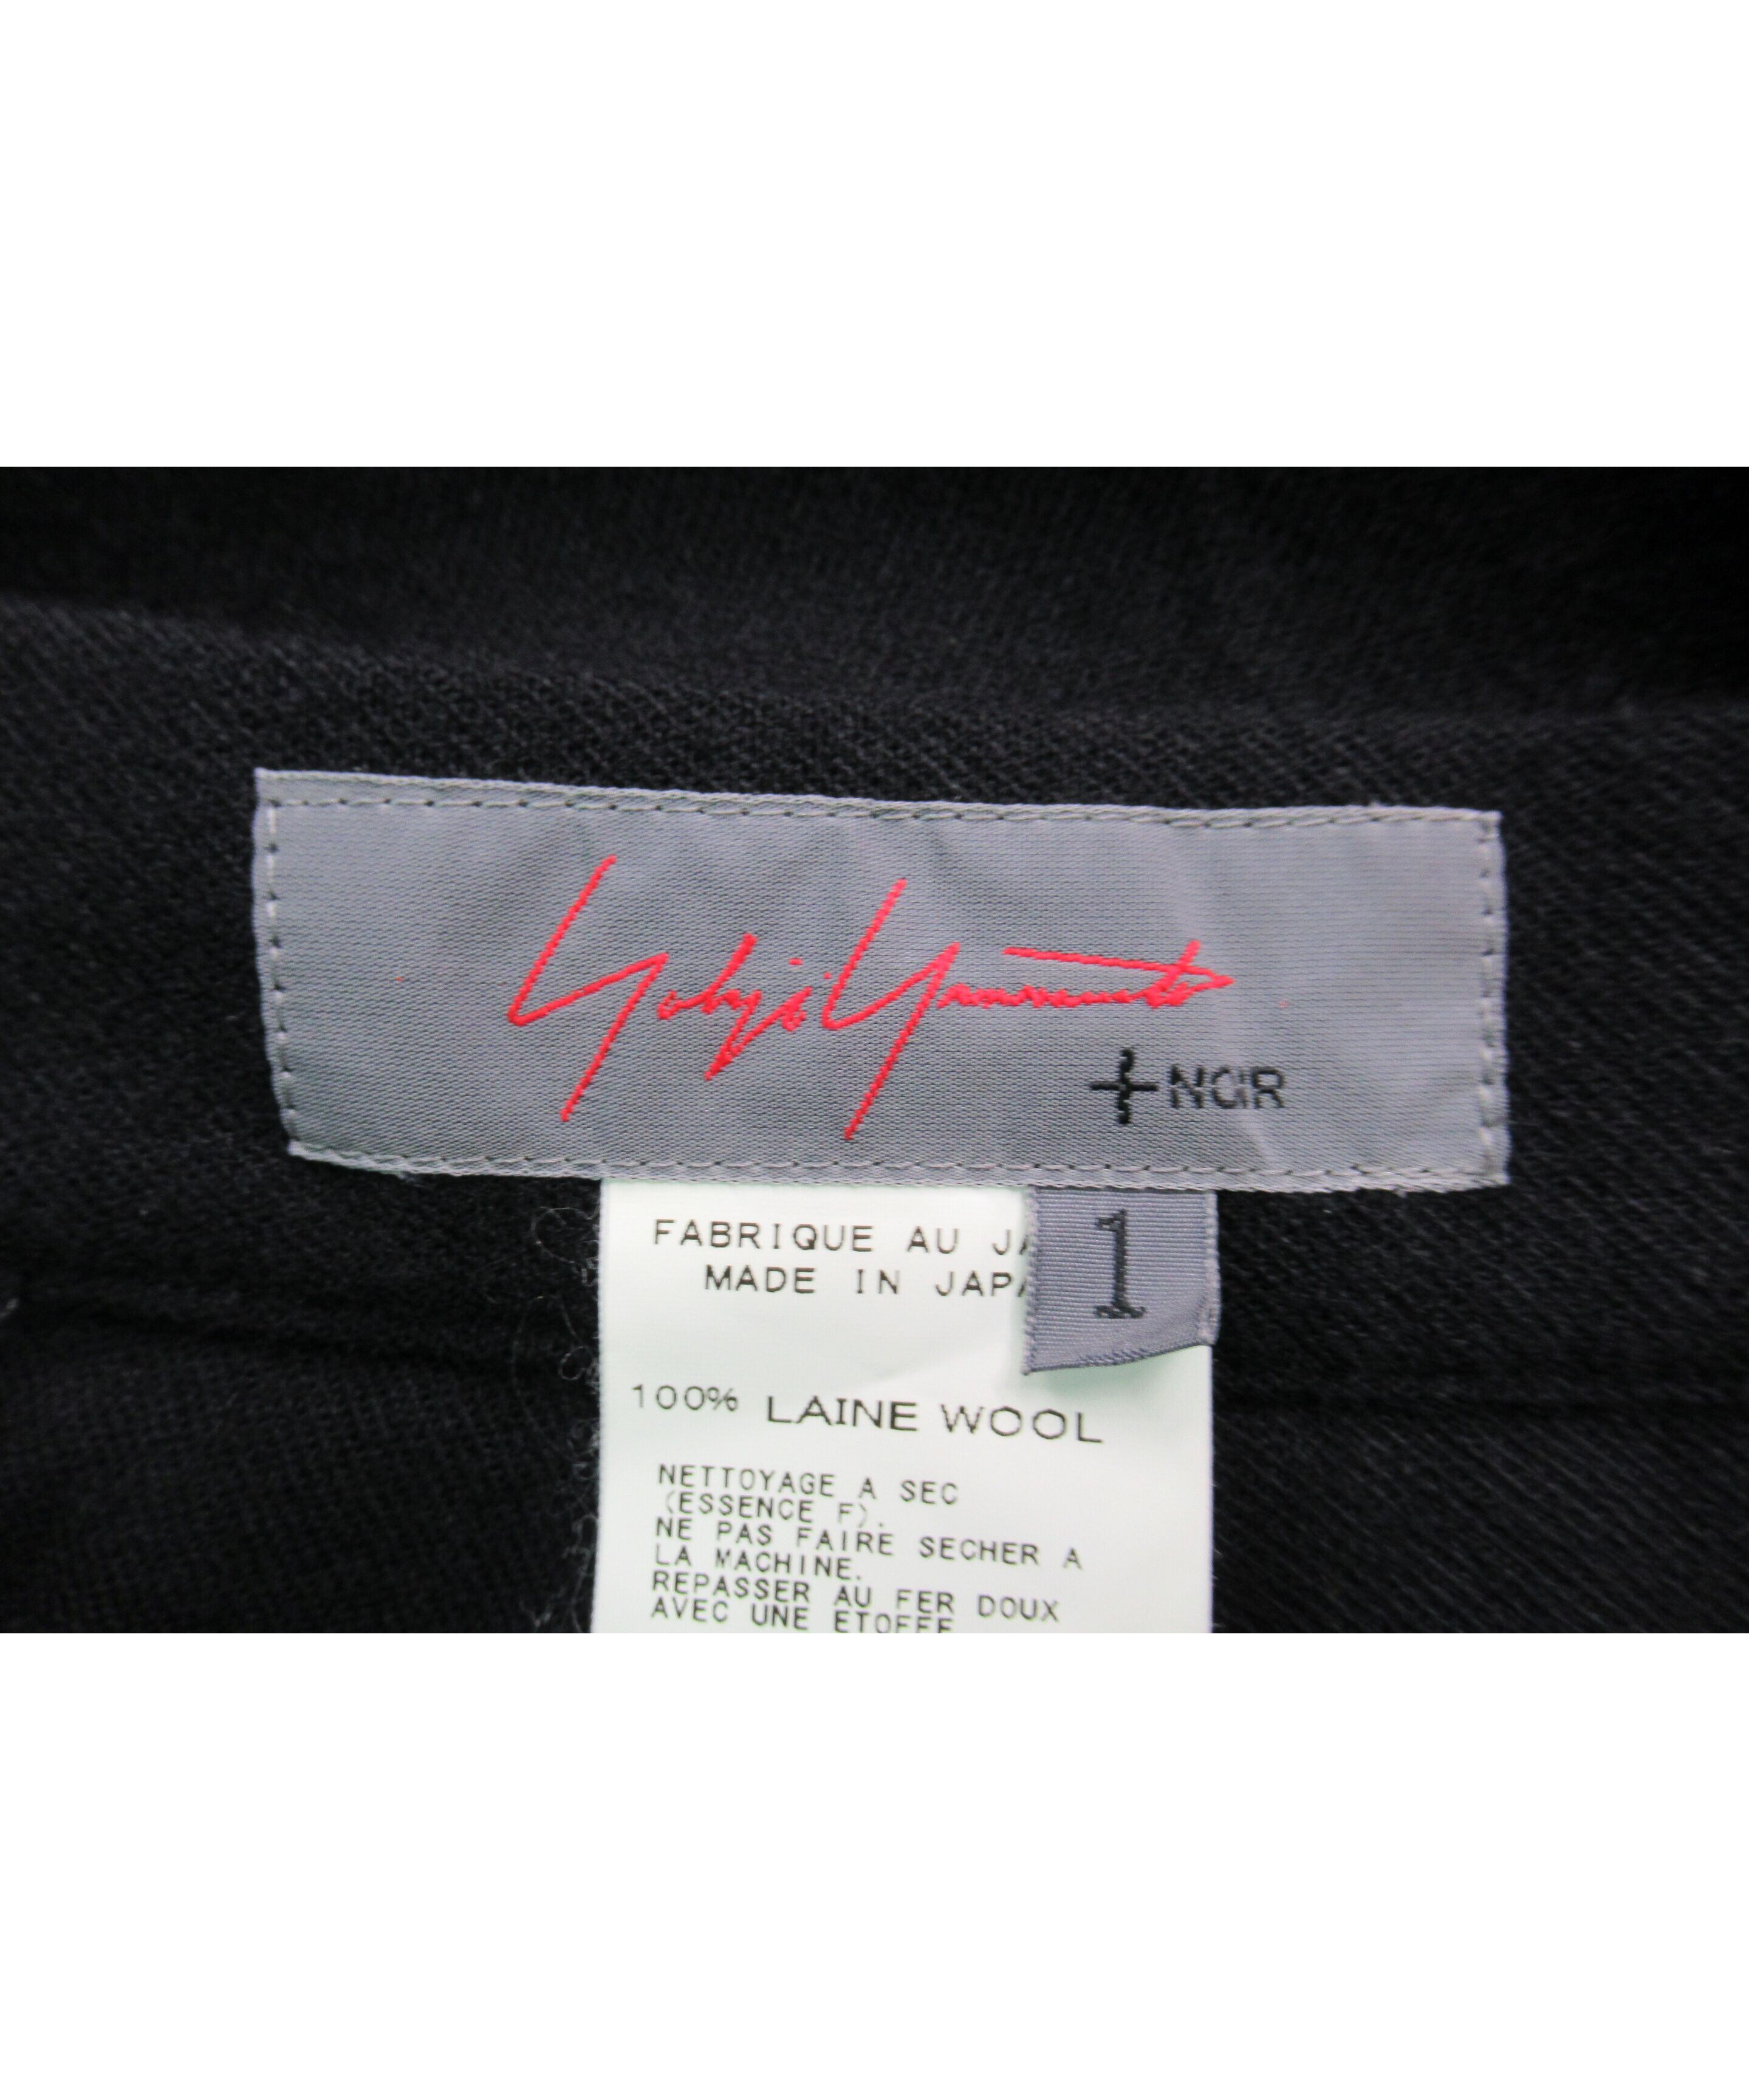 Yohji Yamamoto
+NOIR
1
FABRIQUE AU JA
MADE IN JAPA
100% LAINE WOOL
NETTOYAGE A SEC
(ESSENCE F).
NE PAS FAIRE SECHER A
LA MACHINE.
REPASSER AU FER DOUX
AVEC UNE ETOFFE